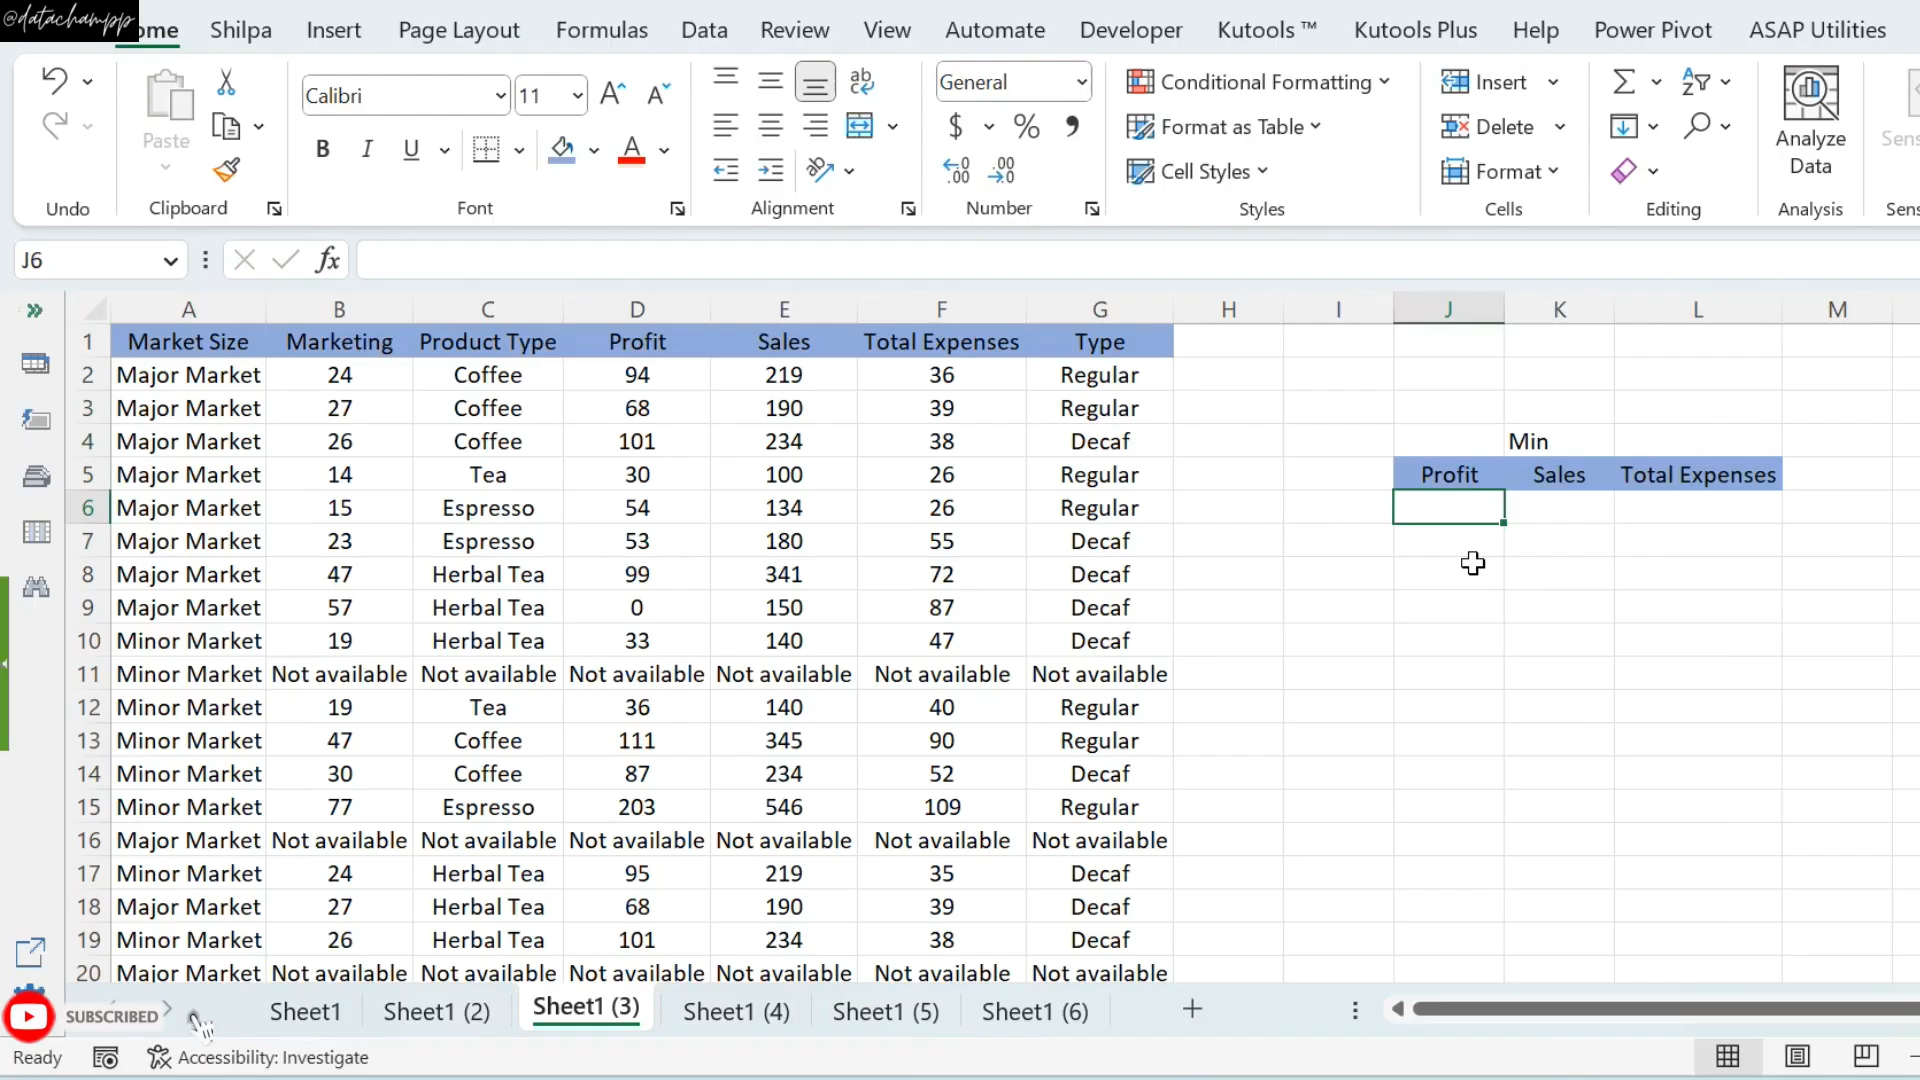 @datachampp
ome Shilpa Insert Page Layout Formulas Data Review View Automate Developer Kutools ™ Kutools Plus Help Power Pivot ASAP Utilities
Calibri 11 General Conditional Formatting Insert
Paste B I U $ % Format as Table Delete Analyze Data Sens
Cell Styles Format
Undo Clipboard Font Alignment Number Styles Cells Editing Analysis Sens
J6 fx
A B C D E F G H I J K L M
1 Market Size Marketing Product Type Profit Sales Total Expenses Type
2 Major Market 24 Coffee 94 219 36 Regular
3 Major Market 27 Coffee 68 190 39 Regular
4 Major Market 26 Coffee 101 234 38 Decaf Min
5 Major Market 14 Tea 30 100 26 Regular Profit Sales Total Expenses
6 Major Market 15 Espresso 54 134 26 Regular
7 Major Market 23 Espresso 53 180 55 Decaf
8 Major Market 47 Herbal Tea 99 341 72 Decaf
9 Major Market 57 Herbal Tea 0 150 87 Decaf
10 Minor Market 19 Herbal Tea 33 140 47 Decaf
11 Minor Market Not available Not available Not available Not available Not available Not available
12 Minor Market 19 Tea 36 140 40 Regular
13 Minor Market 47 Coffee 111 345 90 Regular
14 Minor Market 30 Coffee 87 234 52 Decaf
15 Minor Market 77 Espresso 203 546 109 Regular
16 Major Market Not available Not available Not available Not available Not available Not available
17 Minor Market 24 Herbal Tea 95 219 35 Decaf
18 Major Market 27 Herbal Tea 68 190 39 Decaf
19 Minor Market 26 Herbal Tea 101 234 38 Decaf
20 Major Market Not available Not available Not available Not available Not available Not available
SUBSCRIBED Sheet1 Sheet1 (2) Sheet1 (3) Sheet1 (4) Sheet1 (5) Sheet1 (6)
Ready Accessibility: Investigate